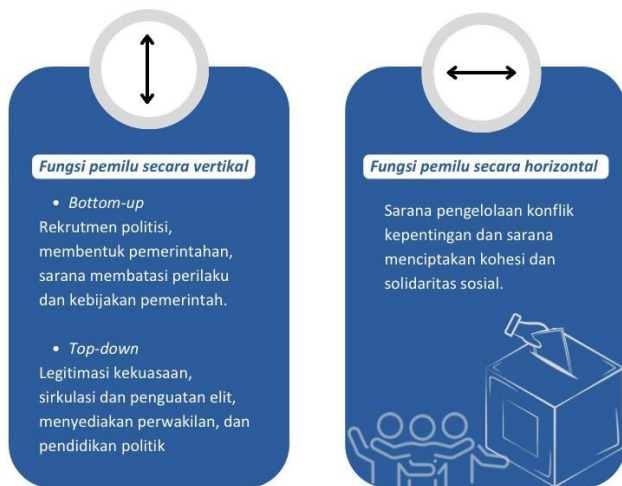 Fungsi pemilu secara vertikal
• Bottom-up
Rekrutmen politisi,
membentuk pemerintahan,
sarana membatasi perilaku
dan kebijakan pemerintah.
• Top-down
Legitimasi kekuasaan,
sirkulasi dan penguatan elit,
menyediakan perwakilan, dan
pendidikan politik
Fungsi pemilu secara horizontal
Sarana pengelolaan konflik
kepentingan dan sarana
menciptakan kohesi dan
solidaritas sosial.